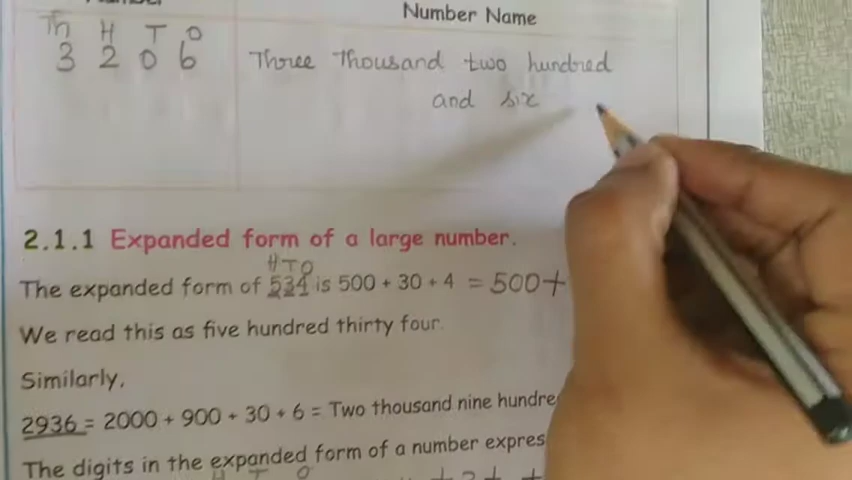 Number Name
Th H T O
3 2 0 6 Three Thousand two hundred
and six
2.1.1 Expanded form of a large number.
H T O
The expanded form of 534 is 500 + 30 + 4 = 500+
We read this as five hundred thirty four.
Similarly,
2936 = 2000 + 900 + 30 + 6 = Two thousand nine
The digits in the expanded form of a number
H T O